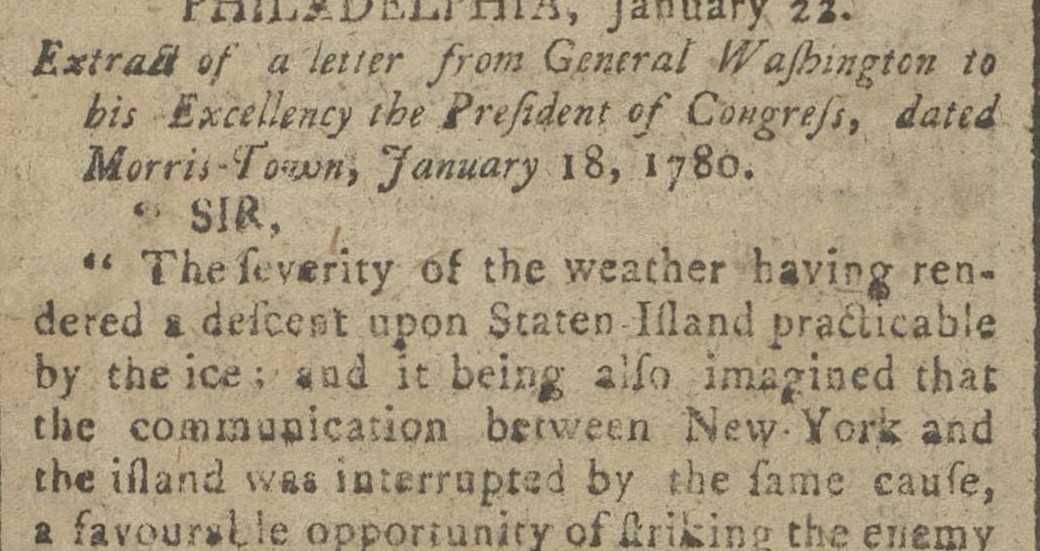 PHILADELPHIA, January 22.
Extract of a letter from General Waſhington to
his Excellency the Preſident of Congreſs, dated
Morris-Town, January 18, 1780.
“ SIR,
“ The ſeverity of the weather having ren-
dered a deſcent upon Staten-Iſland practicable
by the ice; and it being alſo imagined that
the communication between New-York and
the iſland was interrupted by the ſame cauſe,
a favourable opportunity of ſtriking the enemy